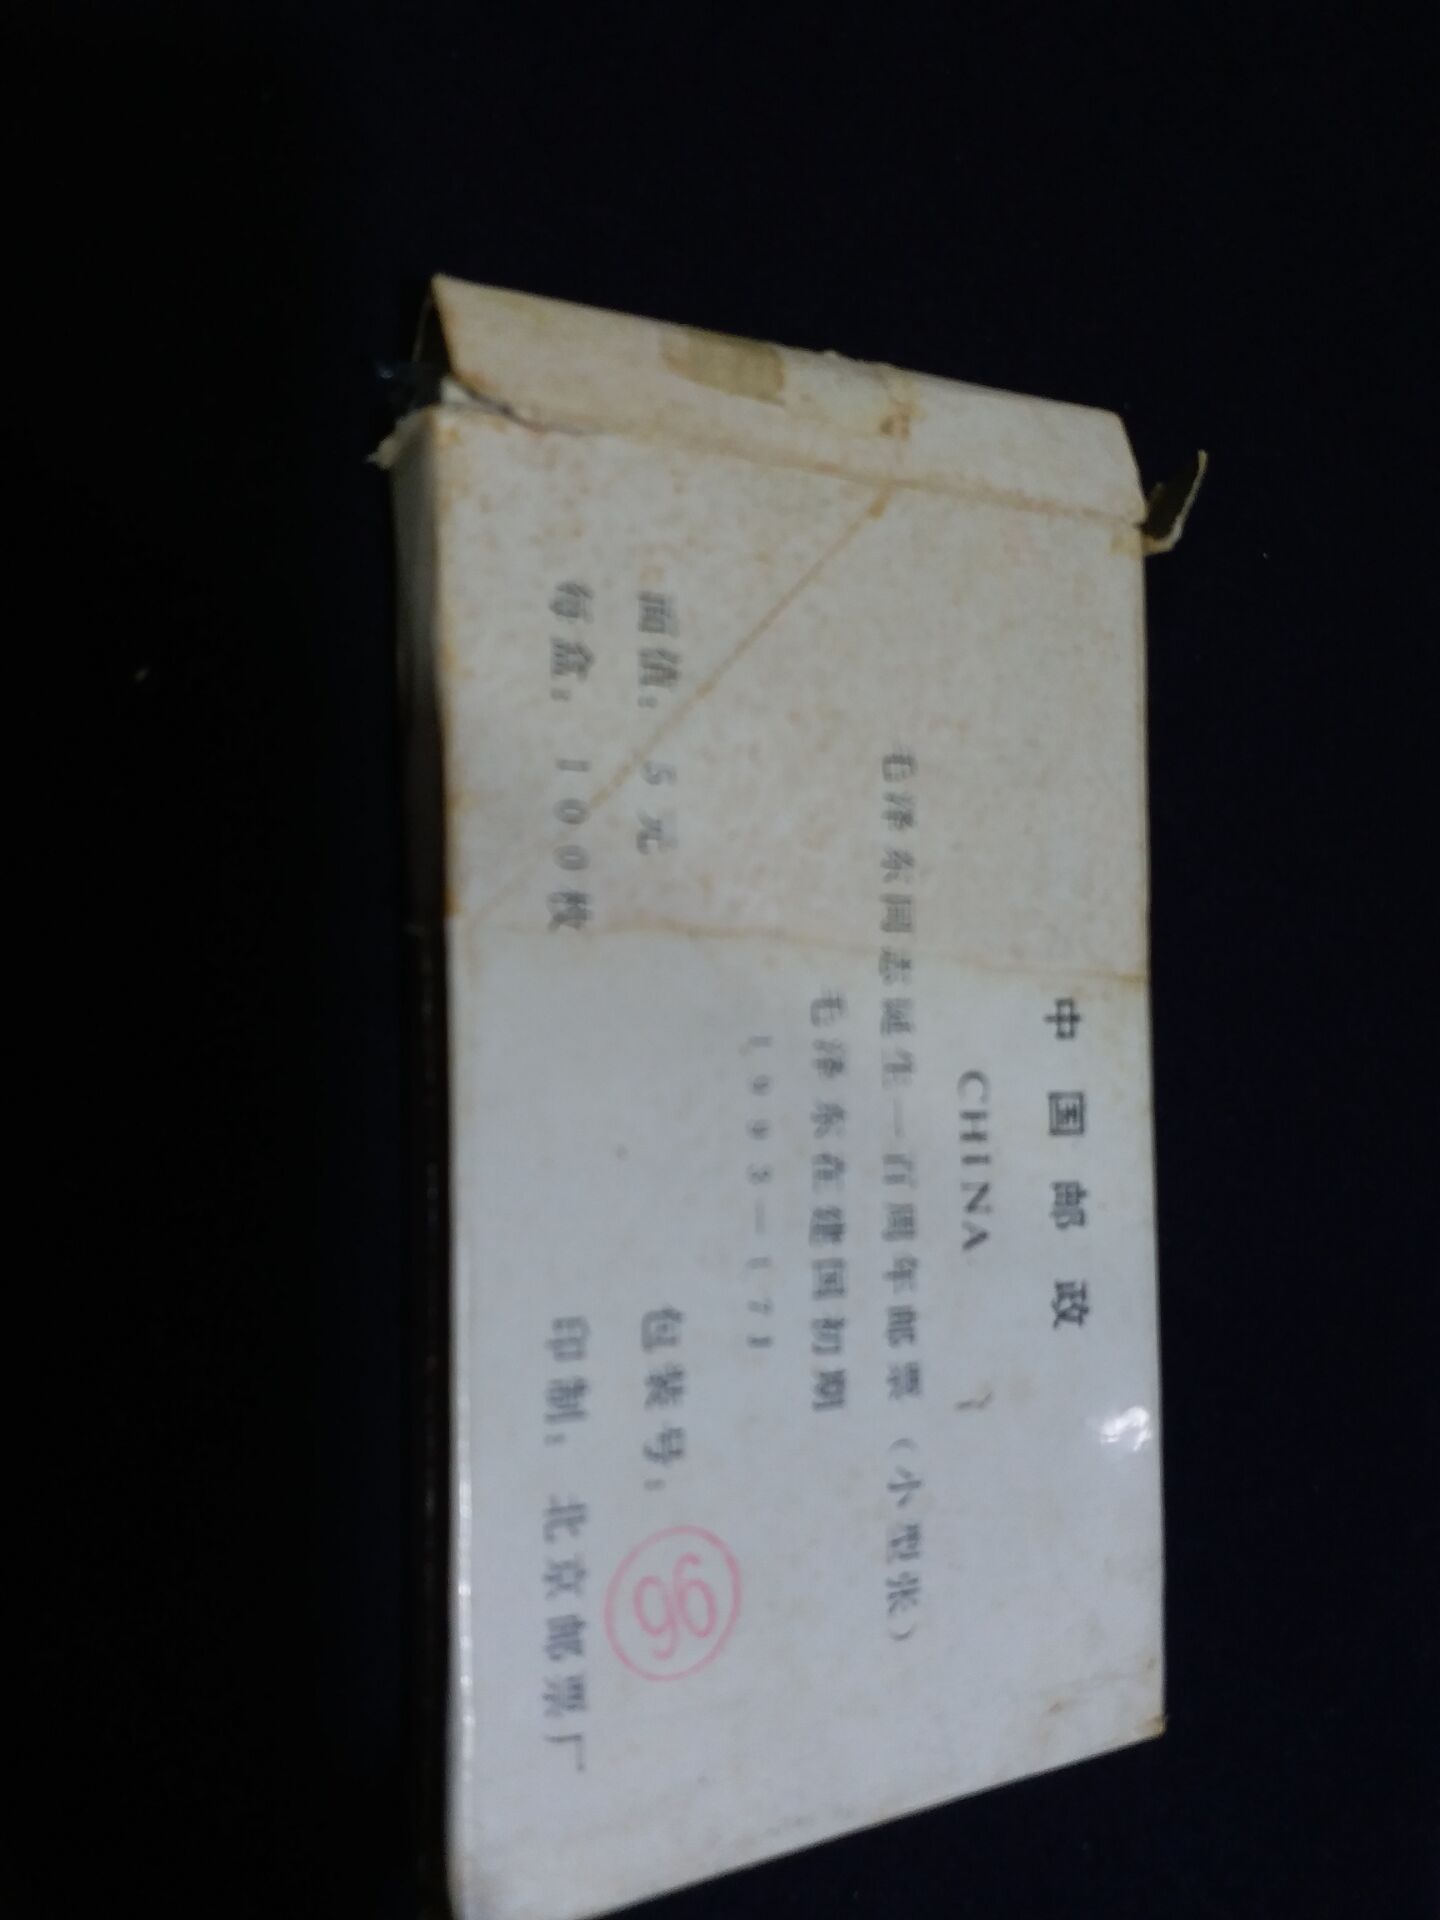 中国邮政
CHINA
毛泽东同志诞生一百周年邮票（小型张）
毛泽东在建国初期
1993—17J
面值：5元
包装号：
每盒：100枚
印制：北京邮票厂